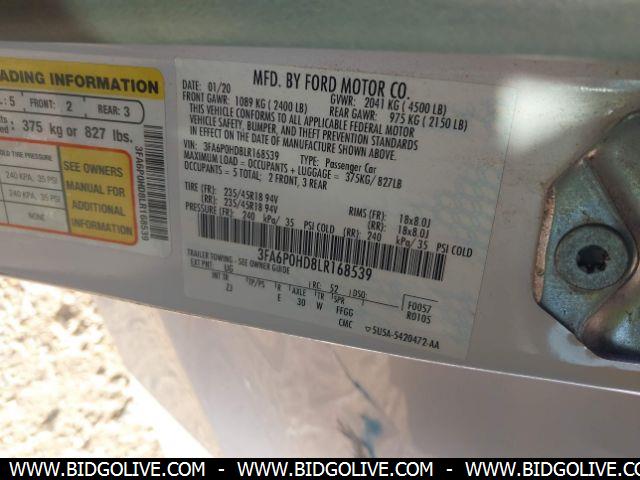 ADING INFORMATION
: 5 FRONT: 2 REAR: 3
375 kg or 827 lbs.
TIRE PRESSURE
240 KPA, 35 PSI
240 KPA, 35 PSI
NONE
SEE OWNERS
MANUAL FOR
ADDITIONAL
INFORMATION
3FA6P0HD8LR168539
01/20
MFD. BY FORD MOTOR CO.
FRONT GAWR: 1089 KG (2400 LB)
GVWR: 2041 KG (4500 LB)
REAR GAWR: 975 KG (2150 LB)
THIS VEHICLE CONFORMS TO ALL APPLICABLE FEDERAL MOTOR
VEHICLE SAFETY, BUMPER, AND THEFT PREVENTION STANDARDS
IN EFFECT ON THE DATE OF MANUFACTURE SHOWN ABOVE.
VIN: 3FA6P0HD8LR168539 TYPE: Passenger Car
MAXIMUM LOAD = OCCUPANTS + LUGGAGE = 375KG/827LB
OCCUPANTS = 5 TOTAL; 2 FRONT, 3 REAR
TIRE (FR): 235/45R18 94V RIMS (FR): 18x8.0J
(RR): 235/45R18 94V (RR): 18x8.0J
PRESSURE (FR): 240 kPa/ 35 PSI COLD
(RR): 240 kPa/ 35 PSI COLD
3FA6P0HD8LR168539
TRAILER TOWING - SEE OWNER GUIDE
EXT PNT: UG RC: 52 DSO:
INT TR TP/PS R AXLE TR SPR F0057
Z3 E 30 W FFGG R0105
CMC 5U5A-5420472-AA
WWW.BIDGOLIVE.COM - WWW.BIDGOLIVE.COM - WWW.BIDGOLIVE.COM